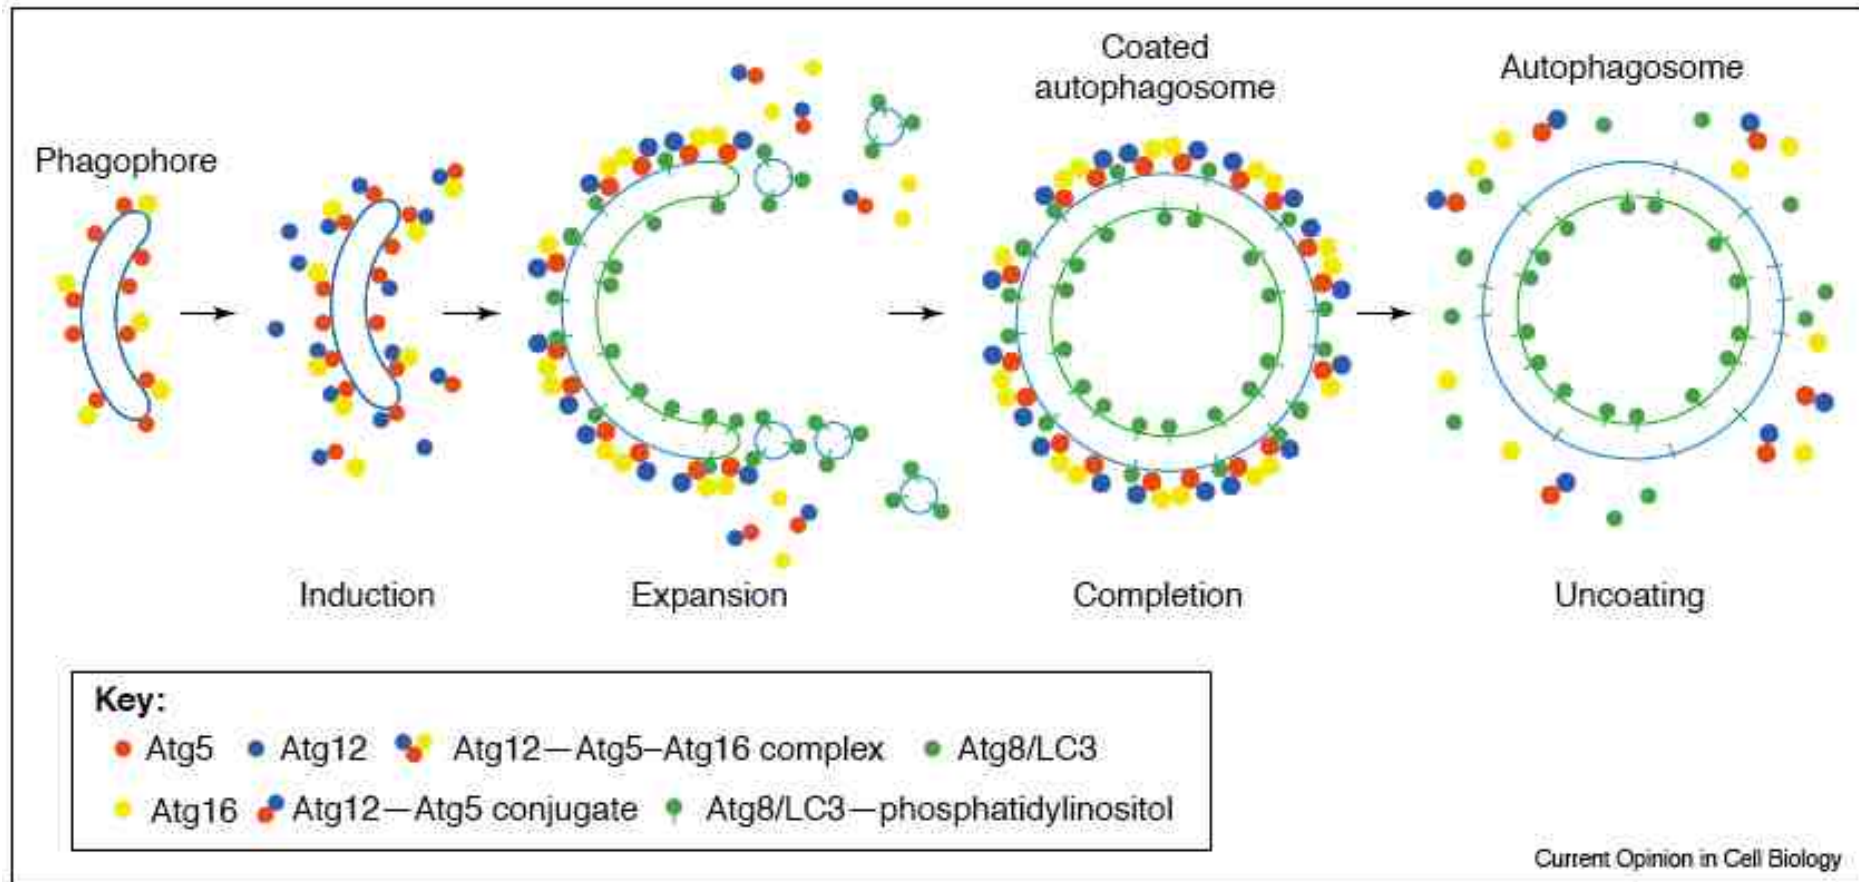 Phagophore
Coated
autophagosome
Autophagosome
Induction
Expansion
Completion
Uncoating
Key:
Atg5
Atg12
Atg12—Atg5–Atg16 complex
Atg8/LC3
Atg16
Atg12—Atg5 conjugate
Atg8/LC3—phosphatidylinositol
Current Opinion in Cell Biology